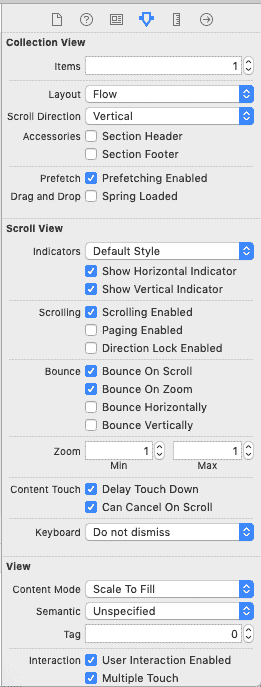 Collection View
Items 1
Layout Flow
Scroll Direction Vertical
Accessories Section Header
Section Footer
Prefetch Prefetching Enabled
Drag and Drop Spring Loaded
Scroll View
Indicators Default Style
Show Horizontal Indicator
Show Vertical Indicator
Scrolling Scrolling Enabled
Paging Enabled
Direction Lock Enabled
Bounce Bounce On Scroll
Bounce On Zoom
Bounce Horizontally
Bounce Vertically
Zoom 1 1
Min Max
Content Touch Delay Touch Down
Can Cancel On Scroll
Keyboard Do not dismiss
View
Content Mode Scale To Fill
Semantic Unspecified
Tag 0
Interaction User Interaction Enabled
Multiple Touch